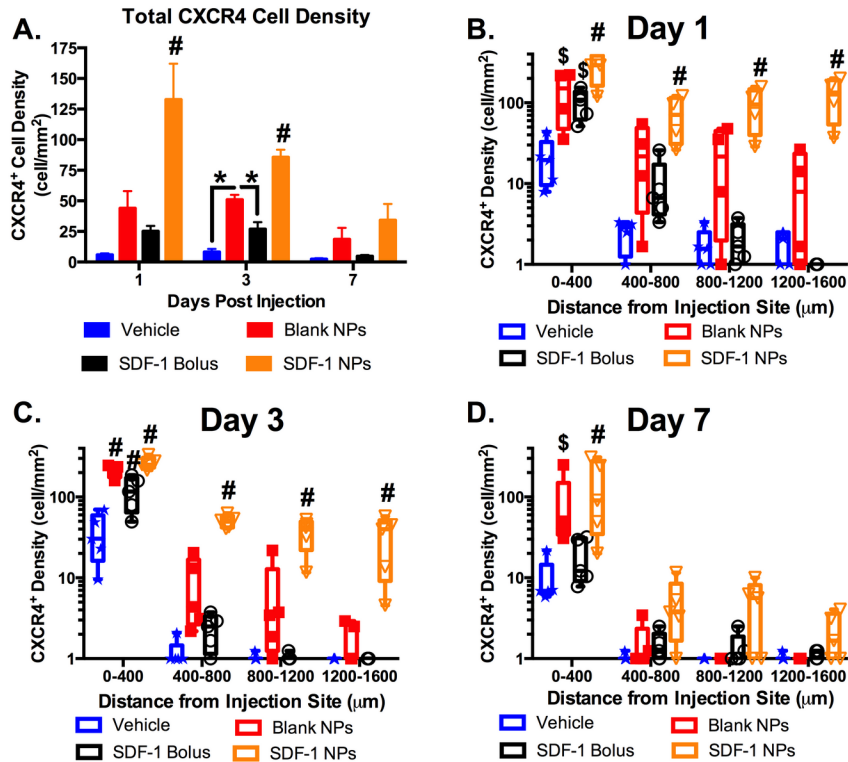 A. Total CXCR4 Cell Density
CXCR4+ Cell Density
(cell/mm²)
175
150
125
100
75
50
25
0
#
* *
#
1 3 7
Days Post Injection
Vehicle Blank NPs
SDF-1 Bolus SDF-1 NPs
B. Day 1
CXCR4+ Density (cell/mm²)
100
10
1
$ $ # # # #
0-400 400-800 800-1200 1200-1600
Distance from Injection Site (μm)
Vehicle Blank NPs
SDF-1 Bolus SDF-1 NPs
C. Day 3
CXCR4+ Density (cell/mm²)
100
10
1
# # # # # #
0-400 400-800 800-1200 1200-1600
Distance from Injection Site (μm)
Vehicle Blank NPs
SDF-1 Bolus SDF-1 NPs
D. Day 7
CXCR4+ Density (cell/mm²)
100
10
1
$ #
0-400 400-800 800-1200 1200-1600
Distance from Injection Site (μm)
Vehicle Blank NPs
SDF-1 Bolus SDF-1 NPs